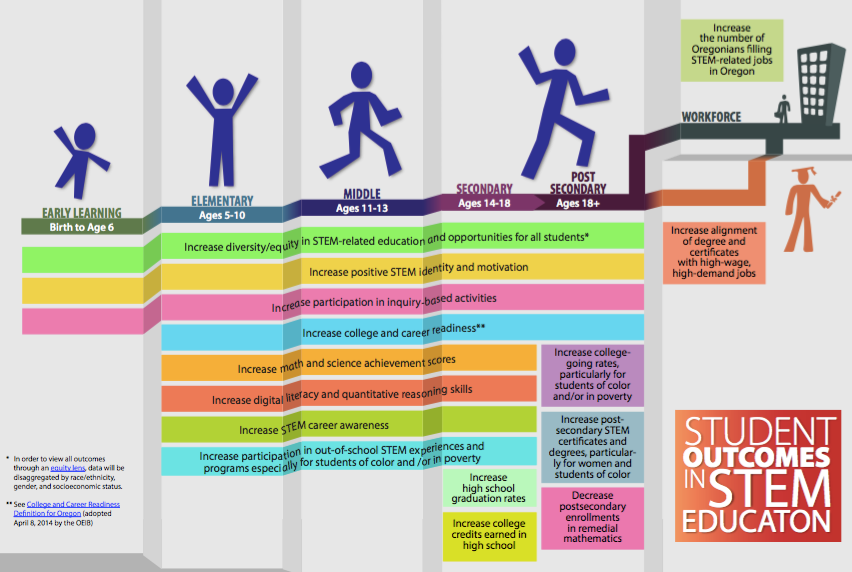 Increase
the number of
Oregonians filling
STEM-related jobs
in Oregon
WORKFORCE
EARLY LEARNING
Birth to Age 6
ELEMENTARY
Ages 5-10
MIDDLE
Ages 11-13
SECONDARY
Ages 14-18
POST
SECONDARY
Ages 18+
Increase diversity/equity in STEM-related education and opportunities for all students*
Increase positive STEM identity and motivation
Increase participation in inquiry-based activities
Increase college and career readiness**
Increase math and science achievement scores
Increase digital literacy and quantitative reasoning skills
Increase STEM career awareness
Increase participation in out-of-school STEM experiences and
programs especially for students of color and /or in poverty
Increase
high school
graduation rates
Increase college
credits earned in
high school
Increase college-
going rates,
particularly for
students of color
and/or in poverty
Increase post-
secondary STEM
certificates and
degrees, particular-
ly for women and
students of color
Decrease
postsecondary
enrollments
in remedial
mathematics
Increase alignment
of degree and
certificates
with high-wage,
high-demand jobs
* In order to view all outcomes
through an equity lens, data will be
disaggregated by race/ethnicity,
gender, and socioeconomic status.
** See College and Career Readiness
Definition for Oregon (adopted
April 8, 2014 by the OEIB)
STUDENT
OUTCOMES
IN STEM
EDUCATON